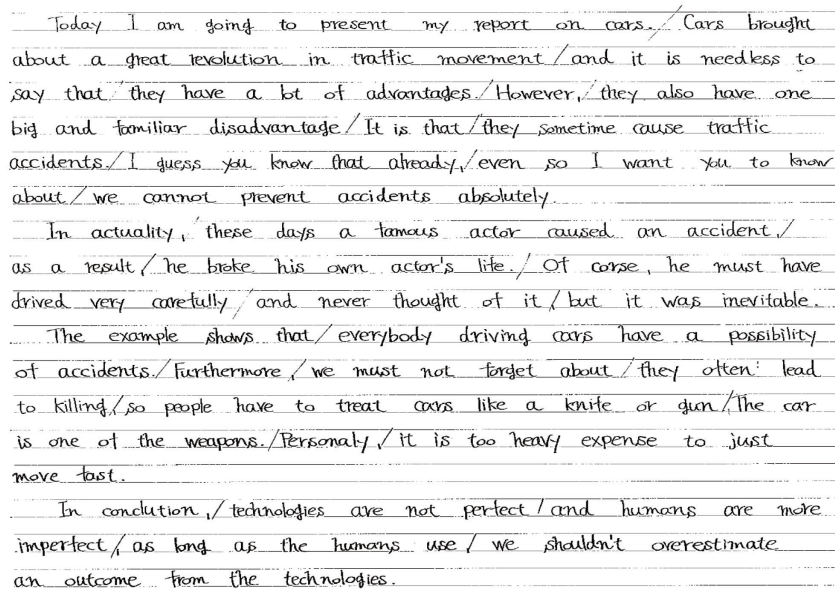 Today I am going to present my report on cars. / Cars brought
about a great revolution in traffic movement / and it is needless to
say that / they have a lot of advantages. / However, / they also have one
big and familiar disadvantage / It is that / they sometime cause traffic
accidents. / I guess you know that already, / even so I want you to know
about / we cannot prevent accidents absolutely.
In actuality, / these days a famous actor caused an accident, /
as a result, / he broke his own actor's life. / Of corse, he must have
drived very carefully / and never thought of it, / but it was inevitable.
The example shows that / everybody driving cars have a possibility
of accidents. / Furthermore, / we must not forget about / they often lead
to killing, / so people have to treat cars like a knife or gun / The car
is one of the weapons. / Personaly, / it is too heavy expense to just
move fast.
In conclution, / technologies are not perfect / and humans are more
imperfect, / as long as the humans use / we shouldn't overestimate
an outcome from the technologies.